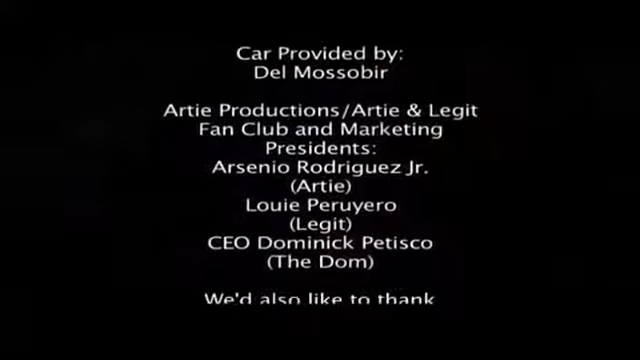 Car Provided by:
Del Mossobir
Artie Productions/Artie & Legit
Fan Club and Marketing
Presidents:
Arsenio Rodriguez Jr.
(Artie)
Louie Peruyero
(Legit)
CEO Dominick Petisco
(The Dom)
We'd also like to thank